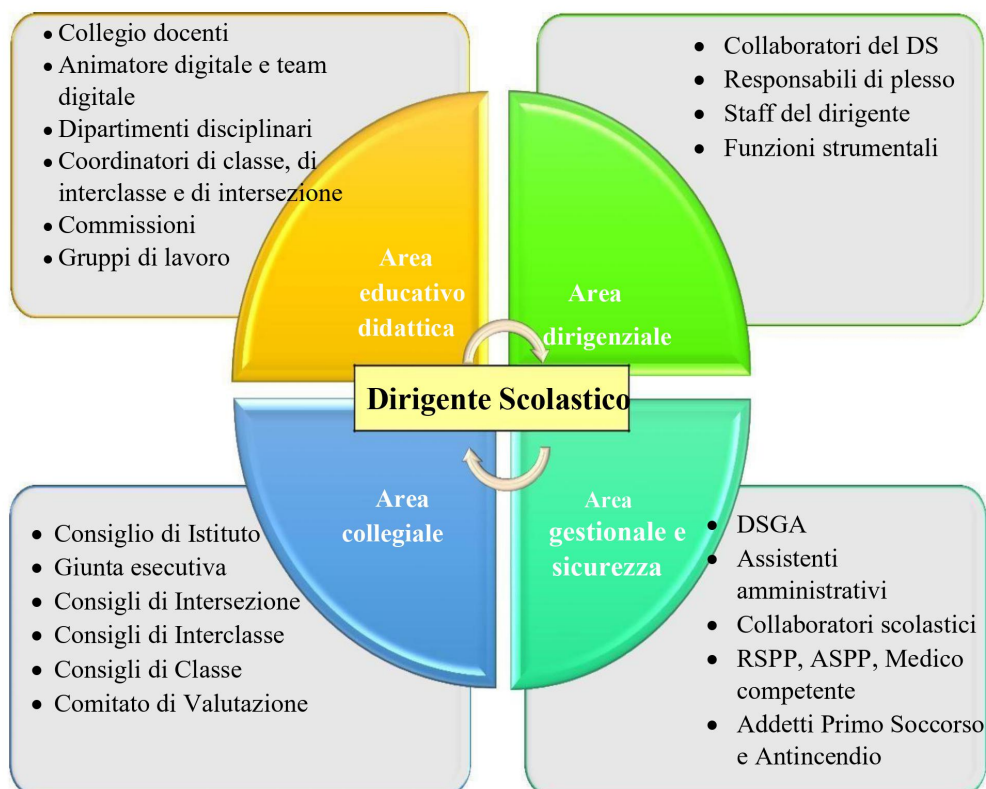 • Collegio docenti
• Animatore digitale e team
digitale
• Dipartimenti disciplinari
• Coordinatori di classe, di
interclasse e di intersezione
• Commissioni
• Gruppi di lavoro
• Collaboratori del DS
• Responsabili di plesso
• Staff del dirigente
• Funzioni strumentali
Area
educativo
didattica
Area
dirigenziale
Dirigente Scolastico
Area
collegiale
Area
gestionale e
sicurezza
• Consiglio di Istituto
• Giunta esecutiva
• Consigli di Intersezione
• Consigli di Interclasse
• Consigli di Classe
• Comitato di Valutazione
• DSGA
• Assistenti
amministrativi
• Collaboratori scolastici
• RSPP, ASPP, Medico
competente
• Addetti Primo Soccorso
e Antincendio